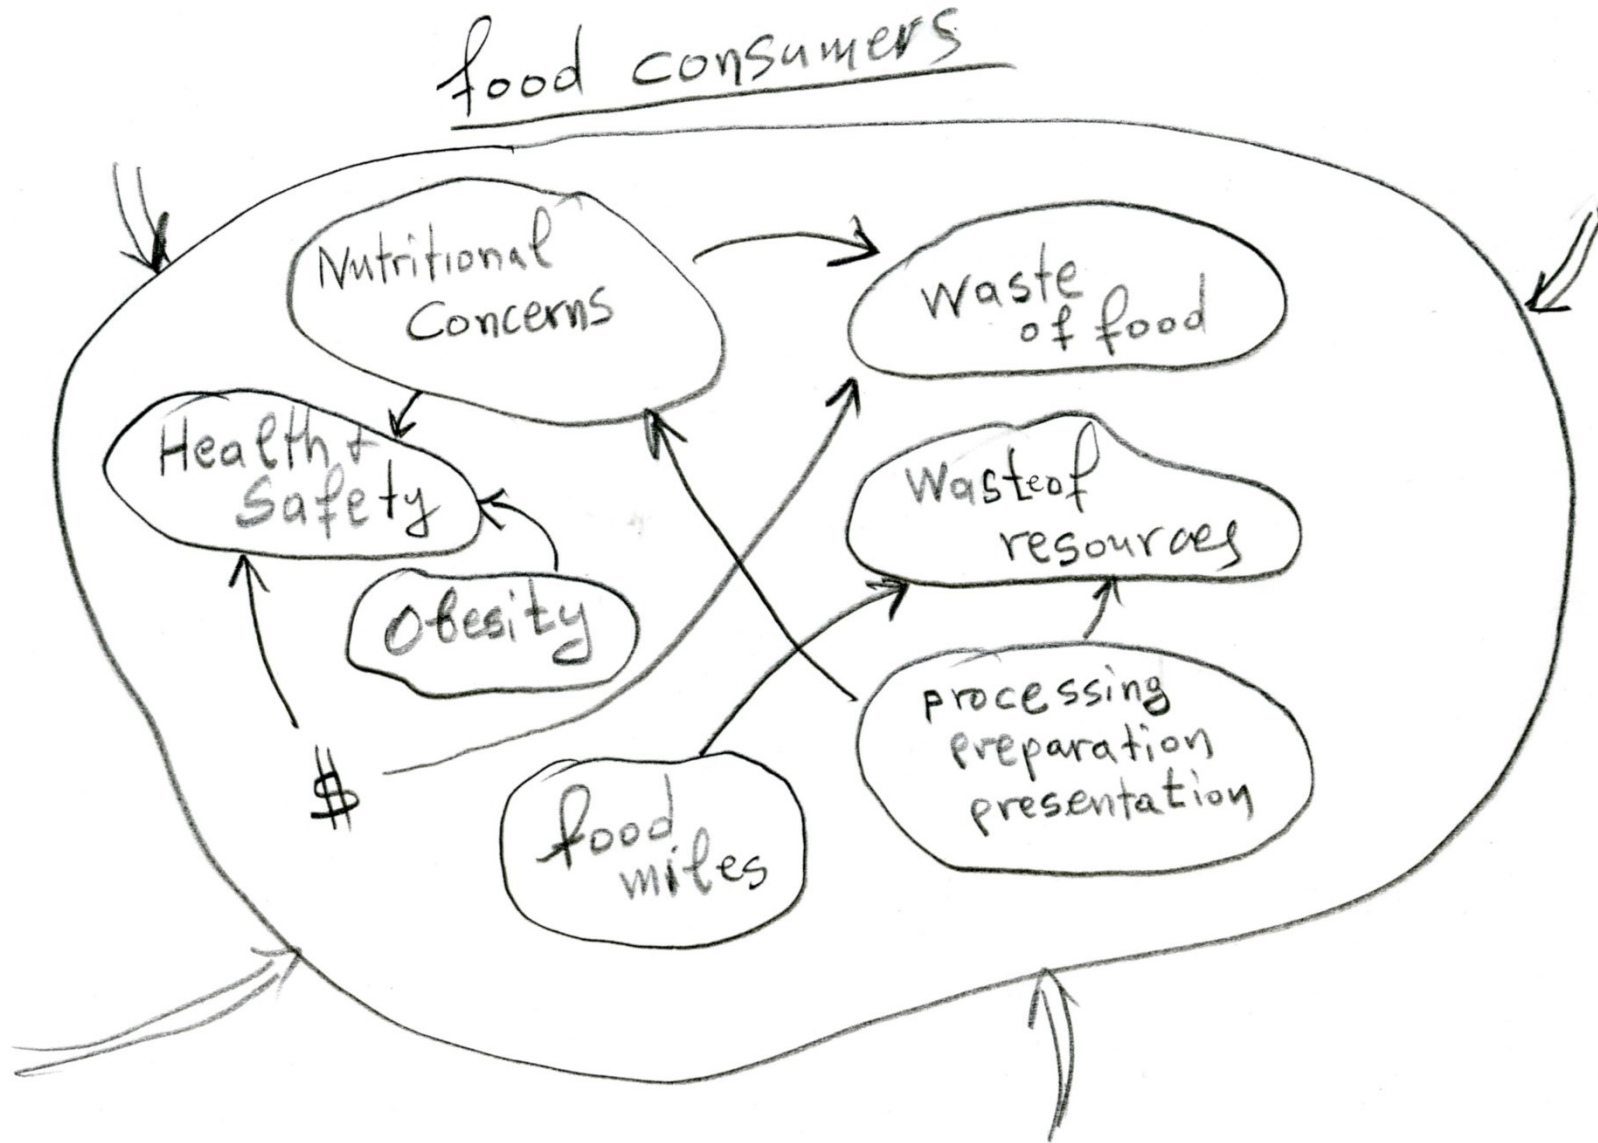 food consumers
Nutritional
Concerns
Waste
of food
Health +
Safety
Waste of
resources
Obesity
processing
preparation
presentation
$
food
miles